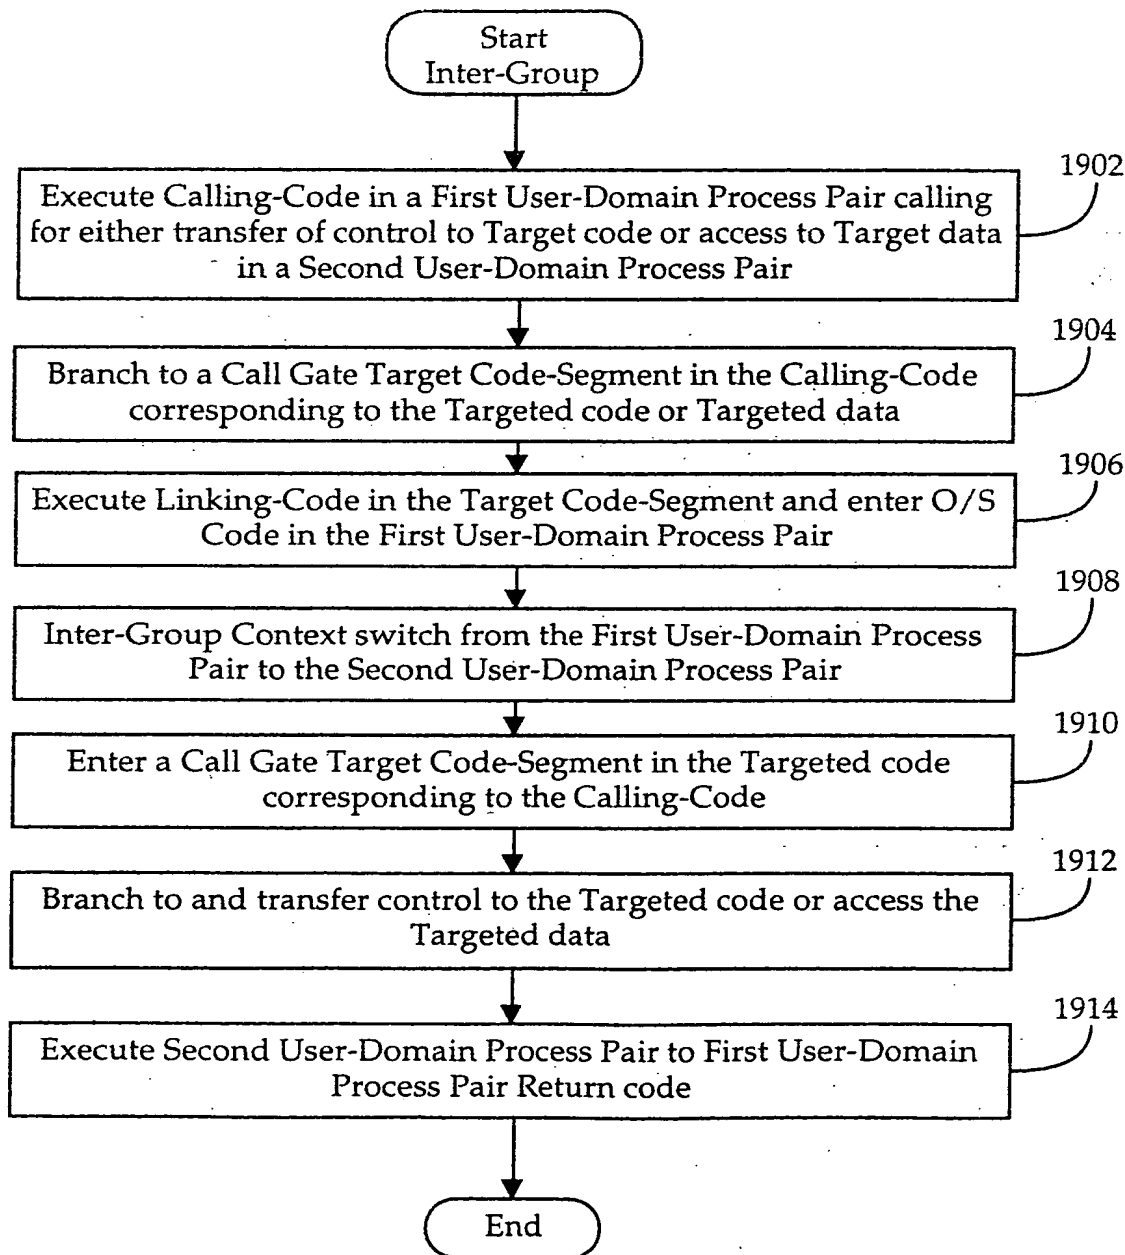 Start
Inter-Group
1902
Execute Calling-Code in a First User-Domain Process Pair calling
for either transfer of control to Target code or access to Target data
in a Second User-Domain Process Pair
1904
Branch to a Call Gate Target Code-Segment in the Calling-Code
corresponding to the Targeted code or Targeted data
1906
Execute Linking-Code in the Target Code-Segment and enter O/S
Code in the First User-Domain Process Pair
1908
Inter-Group Context switch from the First User-Domain Process
Pair to the Second User-Domain Process Pair
1910
Enter a Call Gate Target Code-Segment in the Targeted code
corresponding to the Calling-Code
1912
Branch to and transfer control to the Targeted code or access the
Targeted data
1914
Execute Second User-Domain Process Pair to First User-Domain
Process Pair Return code
End